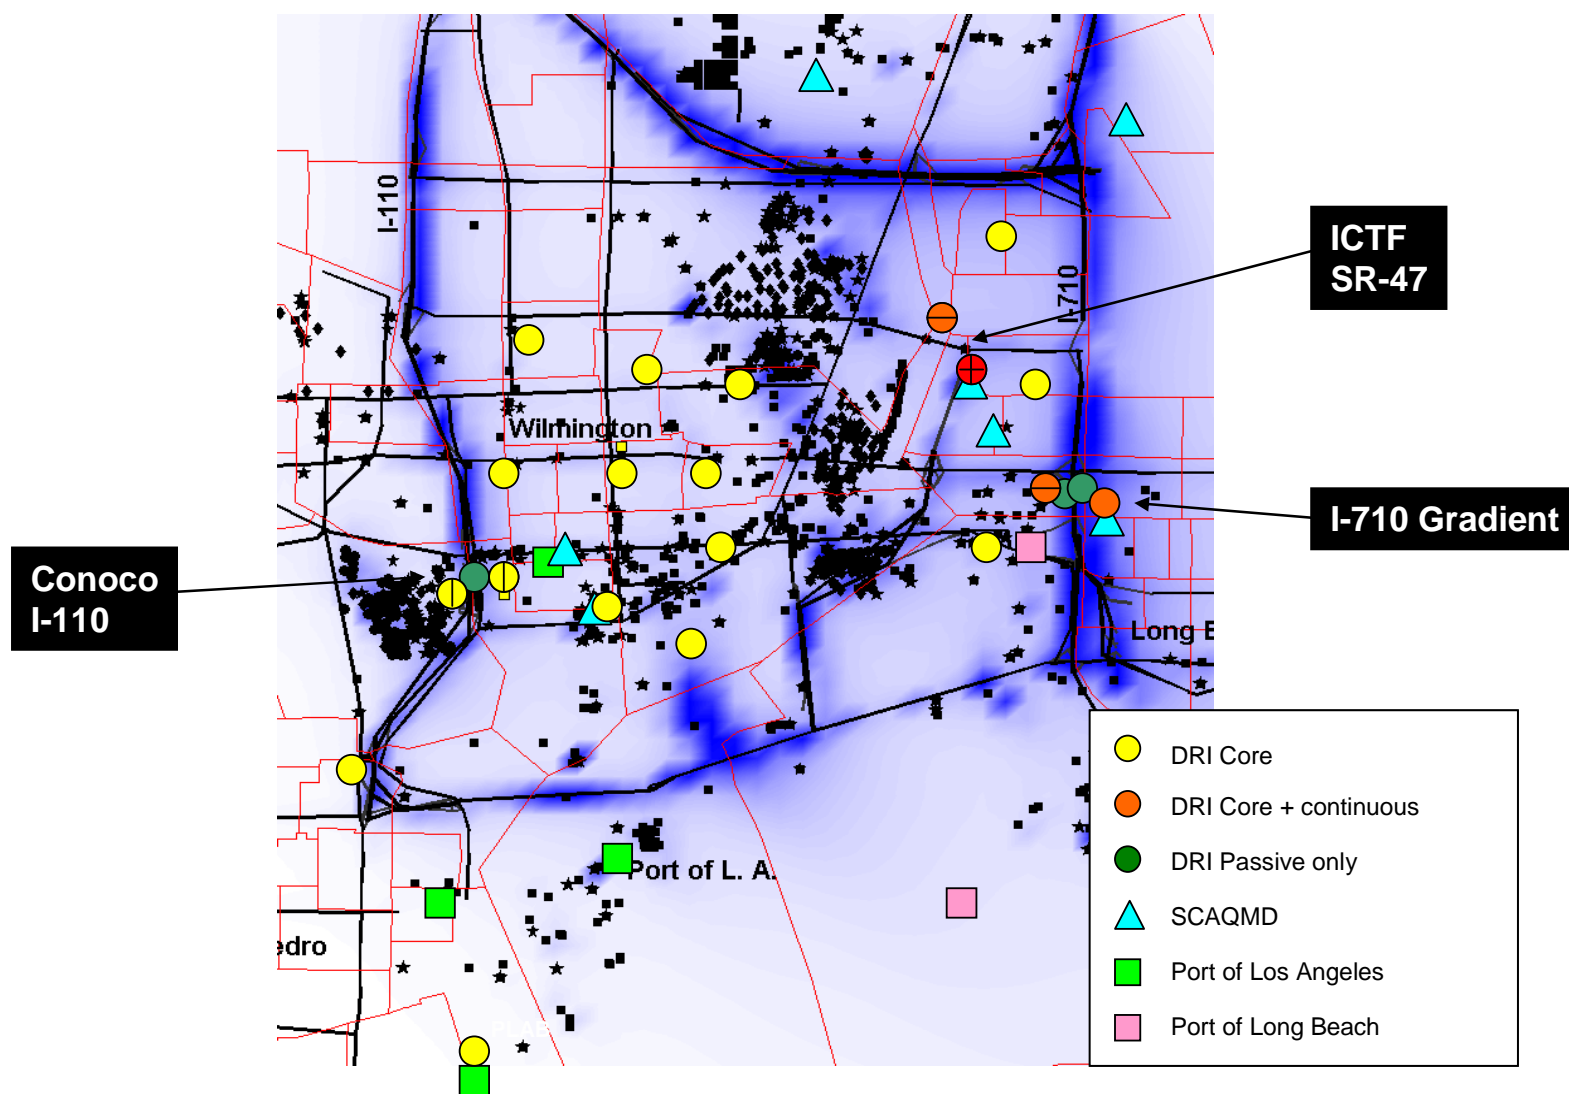 I-110
ICTF
SR-47
I-710
Wilmington
I-710 Gradient
Conoco
I-110
Long B
DRI Core
DRI Core + continuous
DRI Passive only
SCAQMD
Port of Los Angeles
Port of Long Beach
Port of L. A.
edro
PLAB